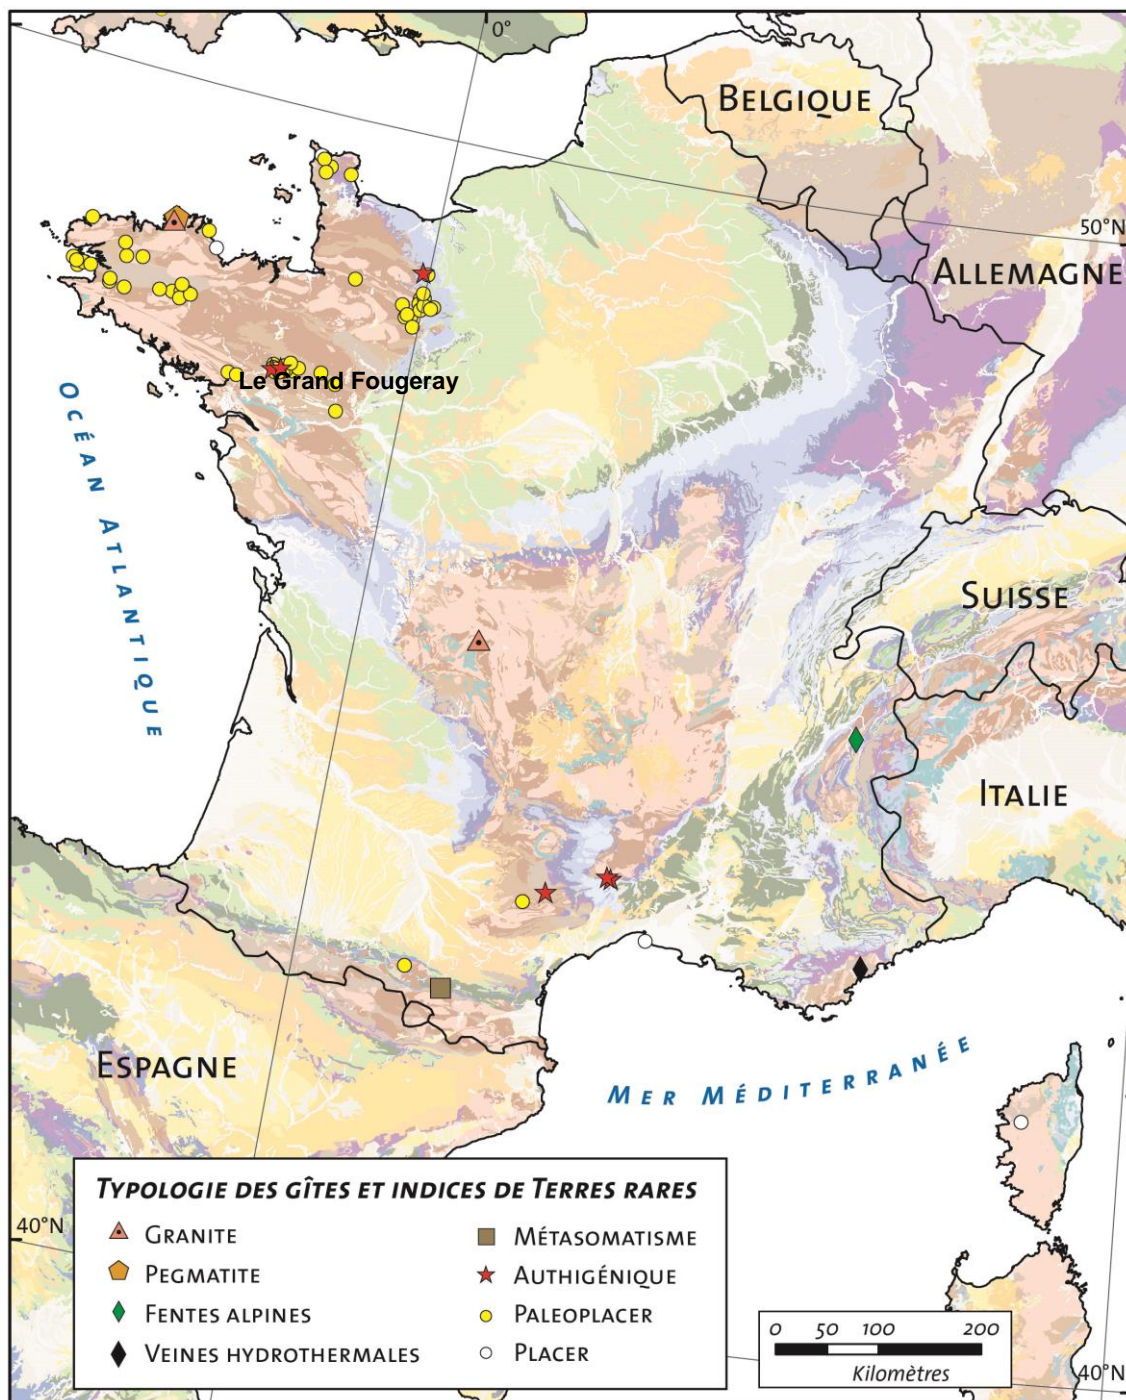 0°
BELGIQUE
50°N
ALLEMAGNE
Le Grand Fougeray
OCÉAN ATLANTIQUE
SUISSE
ITALIE
ESPAGNE
MER MÉDITERRANÉE
TYPOLOGIE DES GÎTES ET INDICES DE TERRES RARES
40°N
GRANITE
MÉTASOMATISME
PEGMATITE
AUTHIGÉNIQUE
FENTES ALPINES
PALEOPLACER
VEINES HYDROTHERMALES
PLACER
0 50 100 200
Kilomètres
40°N